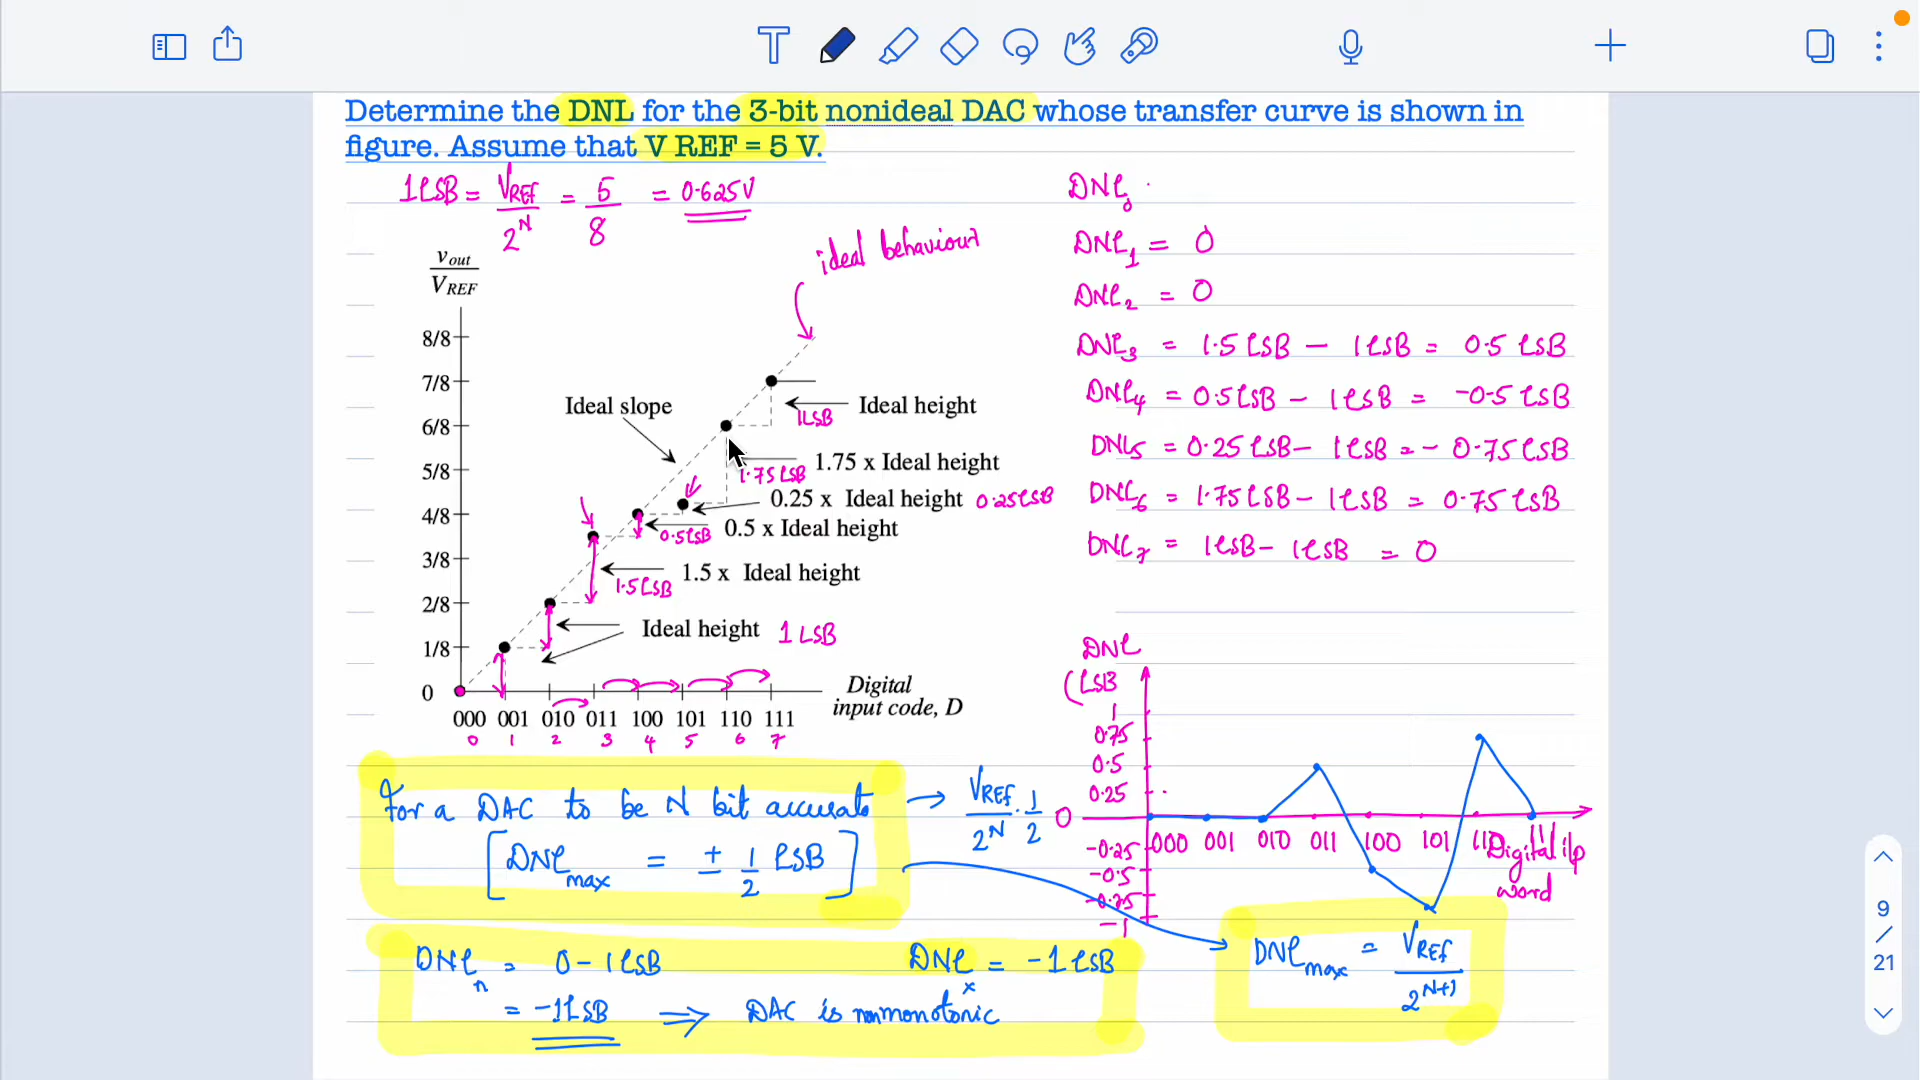 Determine the DNL for the 3-bit nonideal DAC whose transfer curve is shown in
figure. Assume that V REF = 5 V.
1LSB = VREF / 2^N = 5 / 8 = 0.625V
vout / VREF
8/8
7/8
6/8
5/8
4/8
3/8
2/8
1/8
0
ideal behaviour
Ideal slope
Ideal height
1LSB
1.75 x Ideal height
1.75 LSB
0.25 x Ideal height 0.25LSB
0.5 x Ideal height
0.5LSB
1.5 x Ideal height
1.5LSB
Ideal height 1 LSB
Digital
input code, D
000 001 010 011 100 101 110 111
0 1 2 3 4 5 6 7
DNL0
DNL1 = 0
DNL2 = 0
DNL3 = 1.5 LSB - 1LSB = 0.5 LSB
DNL4 = 0.5LSB - 1LSB = -0.5 LSB
DNL5 = 0.25 LSB - 1LSB = - 0.75LSB
DNL6 = 1.75LSB - 1LSB = 0.75 LSB
DNL7 = 1LSB - 1LSB = 0
DNL
(LSB
1
0.75
0.5
0.25
0
-0.25
-0.5
-0.75
-1
000 001 010 011 100 101 110 111
Digital i/p
word
For a DAC to be N bit accurate → VREF / 2^N . 1/2
[DNLmax = ± 1/2 LSB]
DNLn = 0 - 1LSB
= -1LSB ⇒ DAC is nonmonotonic
DNLx = -1 LSB
DNLmax = VREF / 2^N+1
9
/
21